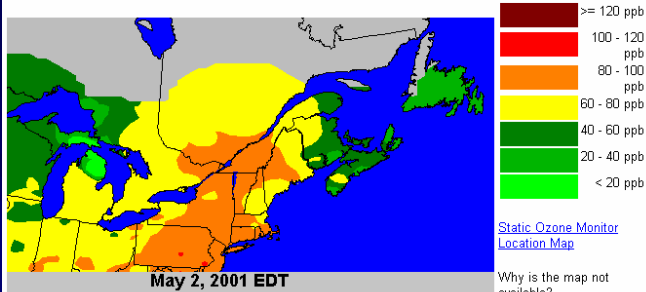 >= 120 ppb
100 - 120
ppb
80 - 100
ppb
60 - 80 ppb
40 - 60 ppb
20 - 40 ppb
< 20 ppb
Static Ozone Monitor
Location Map
Why is the map not
available?
May 2, 2001 EDT